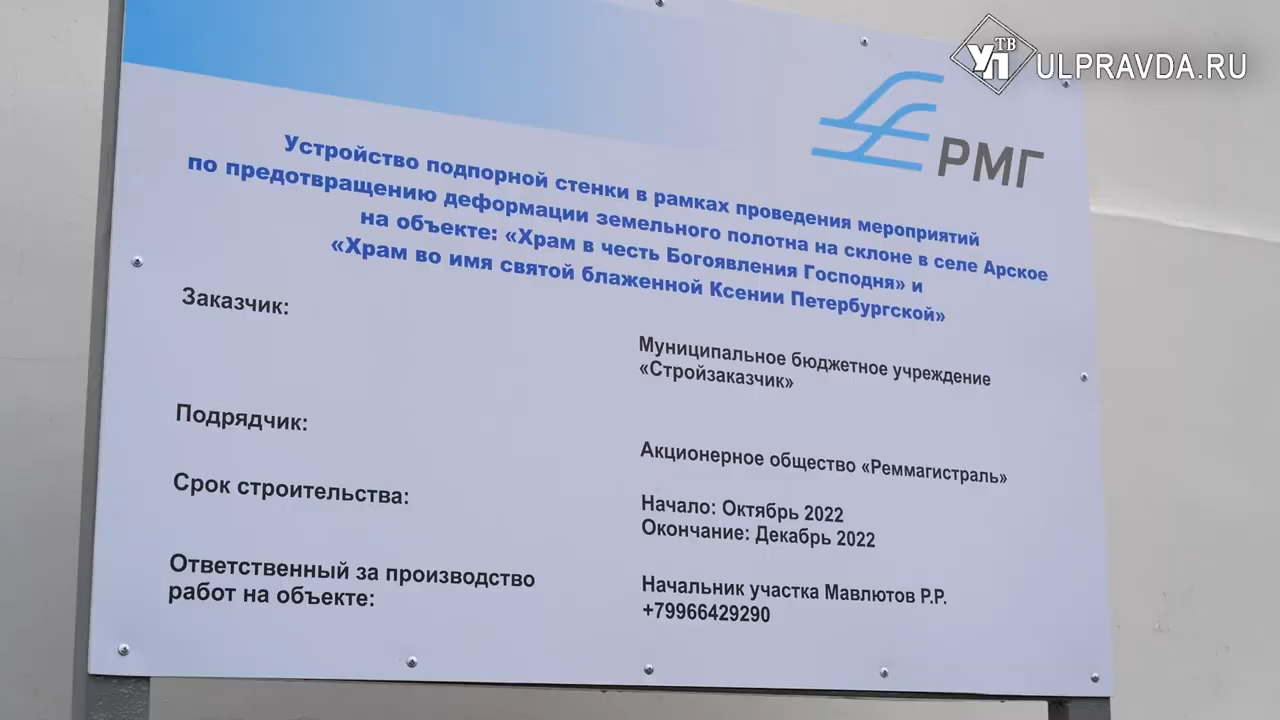 УП ТВ ULPRAVDA.RU
РМГ
Устройство подпорной стенки в рамках проведения мероприятий
по предотвращению деформации земельного полотна на склоне в селе Арское
на объекте: «Храм в честь Богоявления Господня» и
«Храм во имя святой блаженной Ксении Петербургской»
Заказчик:
Муниципальное бюджетное учреждение
«Стройзаказчик»
Подрядчик:
Акционерное общество «Реммагистраль»
Срок строительства:
Начало: Октябрь 2022
Окончание: Декабрь 2022
Ответственный за производство
работ на объекте:
Начальник участка Мавлютов Р.Р.
+79966429290